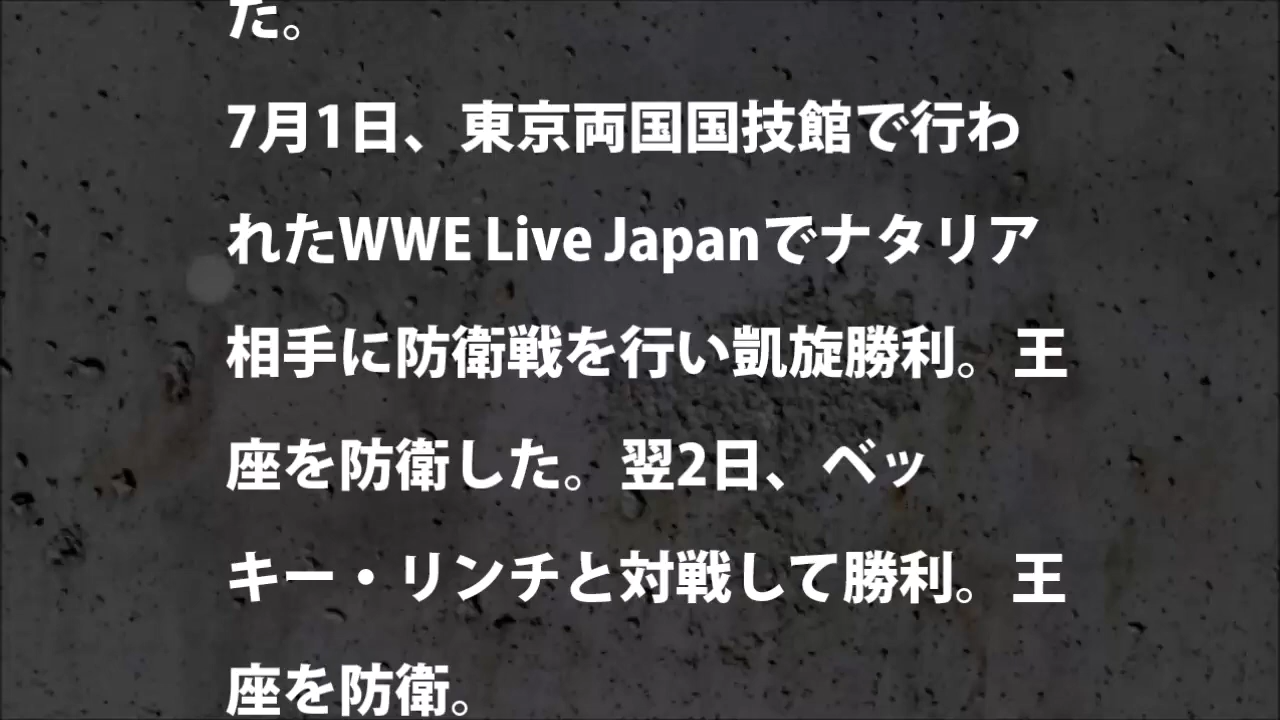 た。
7月1日、東京両国国技館で行わ
れたWWE Live Japanでナタリア
相手に防衛戦を行い凱旋勝利。王
座を防衛した。翌2日、ベッ
キー・リンチと対戦して勝利。王
座を防衛。